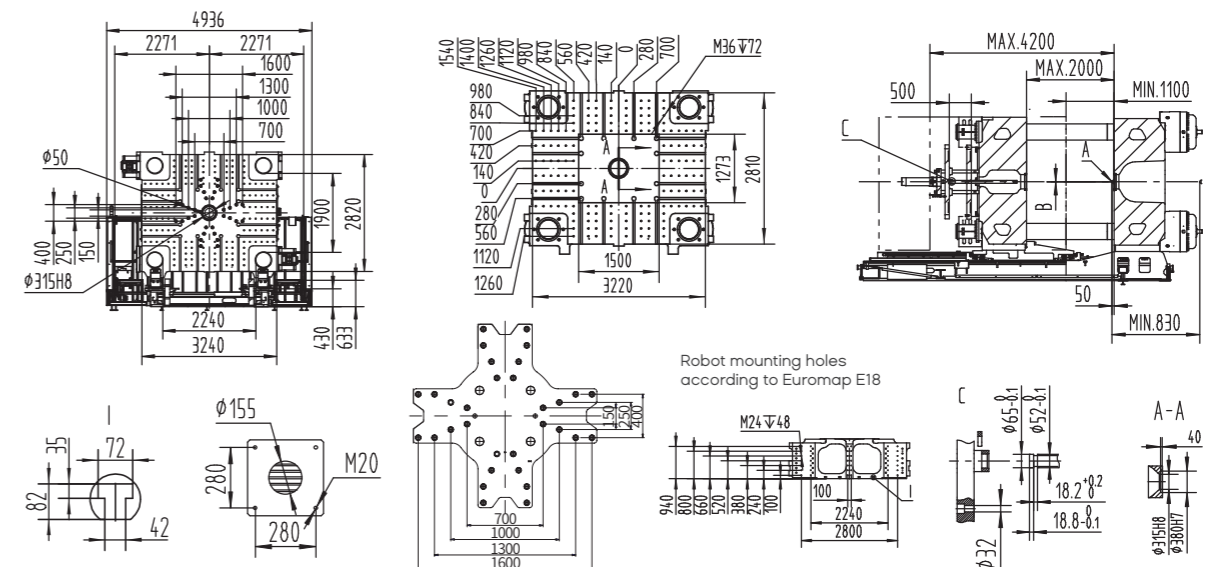 4936
2271
2271
1600
1300
1000
700
ϕ50
400
250
150
ϕ315H8
1900
2820
2240
3240
430
633
1540
1400
1260
1120
980
840
560
420
140
0
280
700
M36↧72
980
840
700
420
140
0
280
560
1120
1260
A
A
1273
2810
1500
3220
MAX.4200
MAX.2000
MIN.1100
500
C
A
B
50
MIN.830
I
35
72
82
42
ϕ155
280
M20
280
150
250
400
700
1000
1300
1600
Robot mounting holes
according to Euromap E18
M24↧48
940
800
660
520
380
240
100
100
I
2240
2800
C
ϕ65-0.1 0
ϕ52-0.1 0
18.2+0.2 0
18.8-0.1 0
ϕ32
A-A
40
ϕ315H8
ϕ380H7